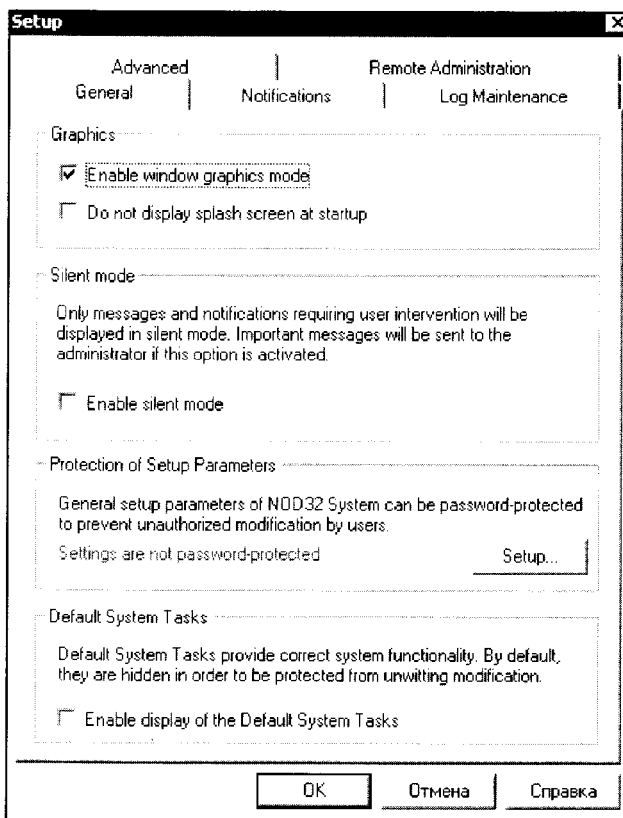 Setup
Advanced Remote Administration
General Notifications Log Maintenance
Graphics
Enable window graphics mode
Do not display splash screen at startup
Silent mode
Only messages and notifications requiring user intervention will be
displayed in silent mode. Important messages will be sent to the
administrator if this option is activated.
Enable silent mode
Protection of Setup Parameters
General setup parameters of NOD32 System can be password-protected
to prevent unauthorized modification by users.
Settings are not password-protected
Setup...
Default System Tasks
Default System Tasks provide correct system functionality. By default,
they are hidden in order to be protected from unwitting modification.
Enable display of the Default System Tasks
OK Отмена Справка